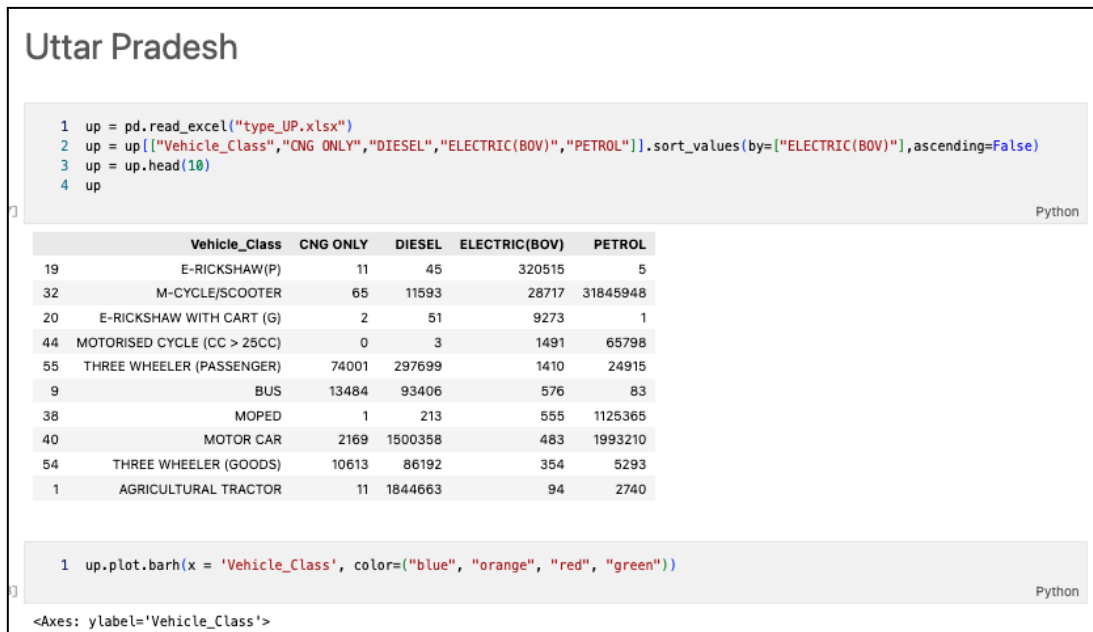 Uttar Pradesh
1 up = pd.read_excel("type_UP.xlsx")
2 up = up[["Vehicle_Class","CNG ONLY","DIESEL","ELECTRIC(BOV)","PETROL"]].sort_values(by=["ELECTRIC(BOV)"],ascending=False)
3 up = up.head(10)
4 up
Python
Vehicle_Class CNG ONLY DIESEL ELECTRIC(BOV) PETROL
19 E-RICKSHAW(P) 11 45 320515 5
32 M-CYCLE/SCOOTER 65 11593 28717 31845948
20 E-RICKSHAW WITH CART (G) 2 51 9273 1
44 MOTORISED CYCLE (CC > 25CC) 0 3 1491 65798
55 THREE WHEELER (PASSENGER) 74001 297699 1410 24915
9 BUS 13484 93406 576 83
38 MOPED 1 213 555 1125365
40 MOTOR CAR 2169 1500358 483 1993210
54 THREE WHEELER (GOODS) 10613 86192 354 5293
1 AGRICULTURAL TRACTOR 11 1844663 94 2740
1 up.plot.barh(x = 'Vehicle_Class', color=("blue", "orange", "red", "green"))
Python
<Axes: ylabel='Vehicle_Class'>